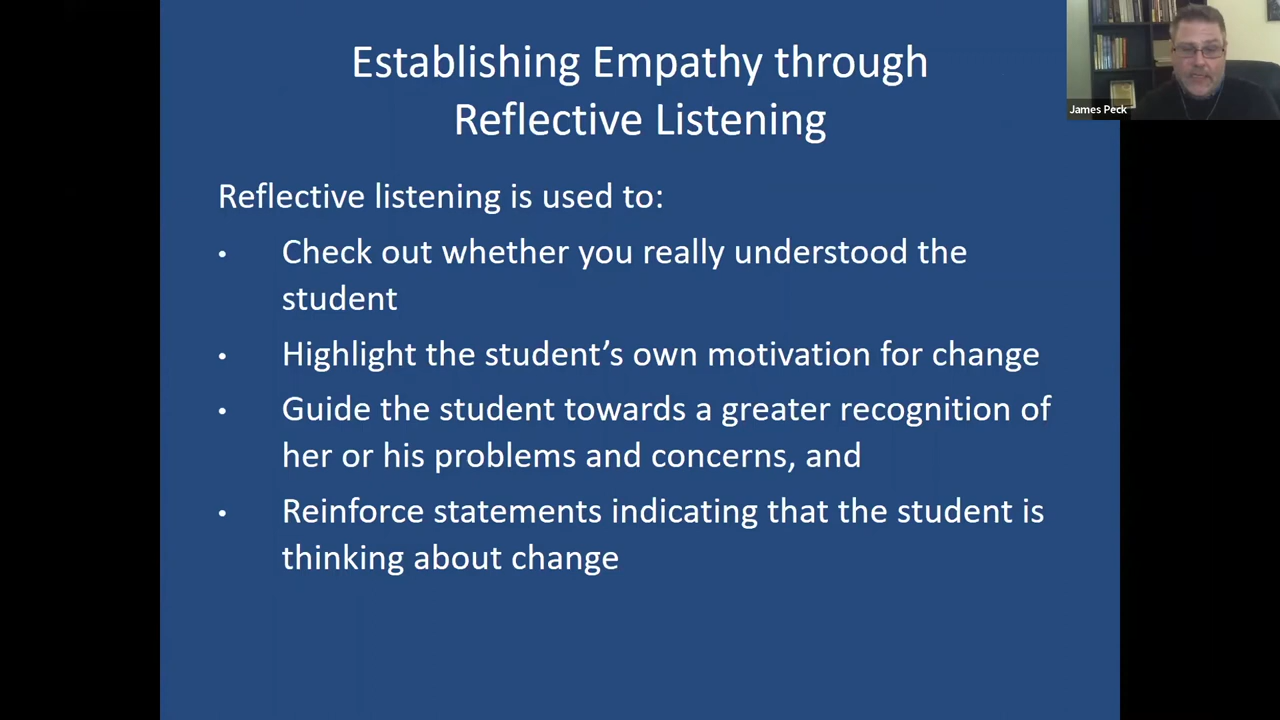 Establishing Empathy through
Reflective Listening
James Peck
Reflective listening is used to:
• Check out whether you really understood the
student
• Highlight the student’s own motivation for change
• Guide the student towards a greater recognition of
her or his problems and concerns, and
• Reinforce statements indicating that the student is
thinking about change